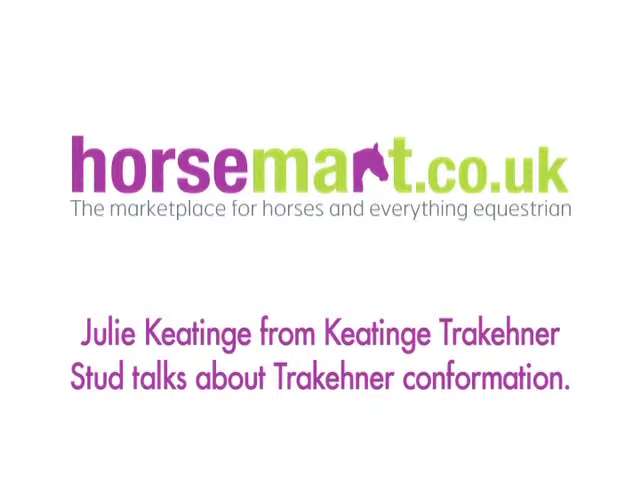 horsemart.co.uk
The marketplace for horses and everything equestrian
Julie Keatinge from Keatinge Trakehner
Stud talks about Trakehner conformation.